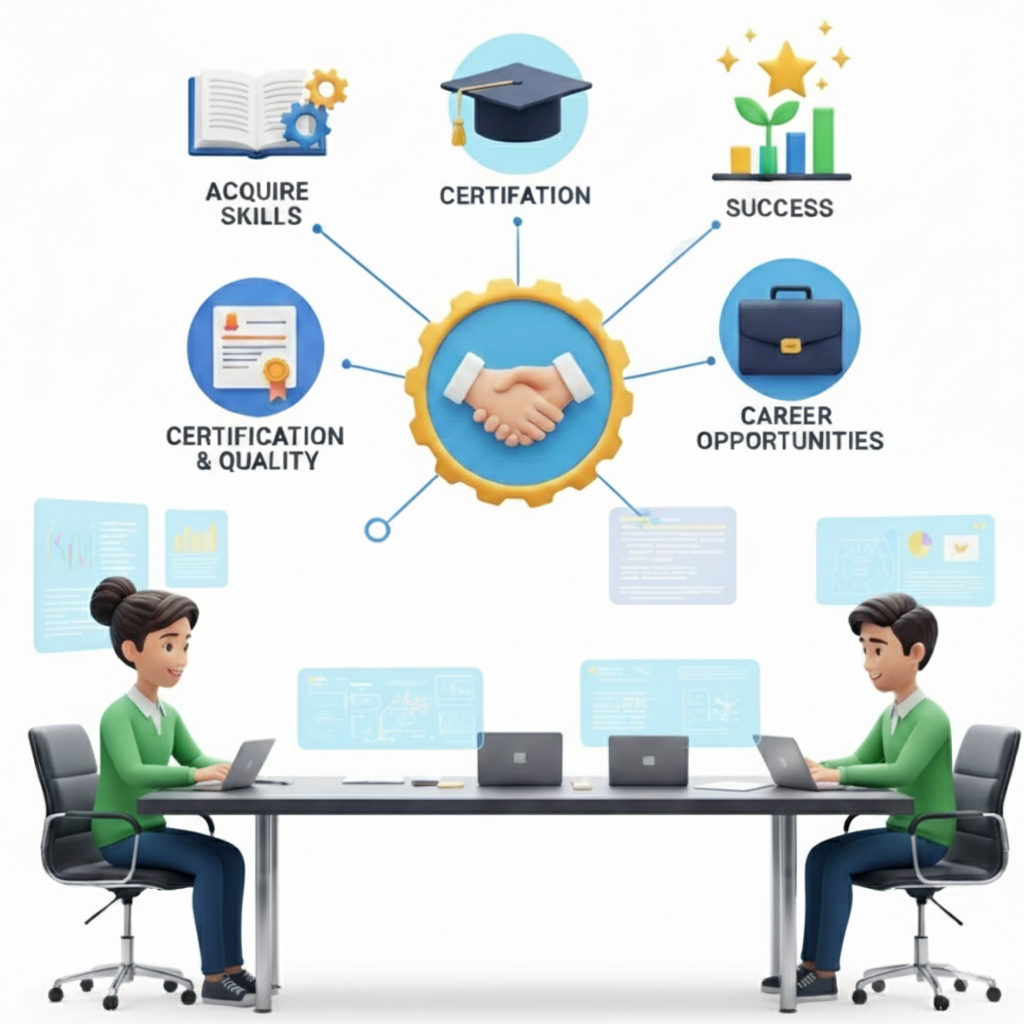 ACQUIRE
SKILLS
CERTIFATION
SUCCESS
CERTIFICATION
& QUALITY
CAREER
OPPORTUNITIES